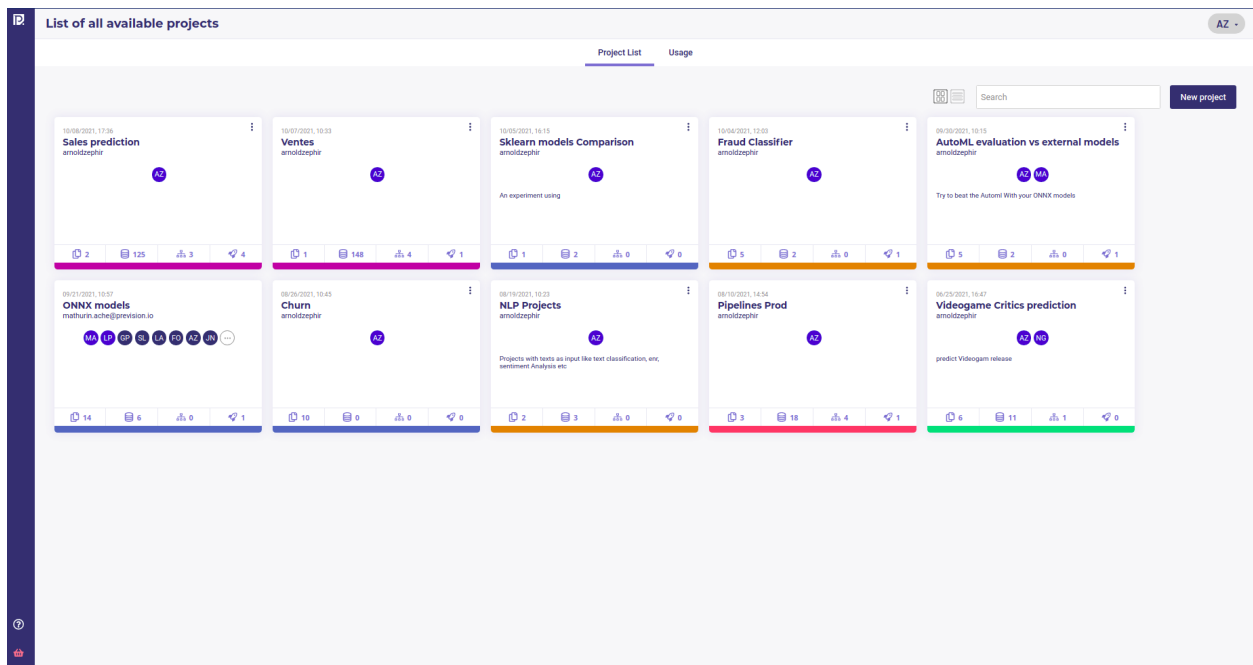 List of all available projects
AZ
Project List Usage
Search
New project
10/08/2021, 17:36
Sales prediction
arnoldzephir
AZ
2 125 3 4
10/07/2021, 10:33
Ventes
arnoldzephir
AZ
1 148 4 1
10/05/2021, 16:15
Sklearn models Comparison
arnoldzephir
AZ
An experiment using
1 2 0 0
10/04/2021, 12:03
Fraud Classifier
arnoldzephir
AZ
5 2 0 1
09/30/2021, 10:15
AutoML evaluation vs external models
arnoldzephir
AZ MA
Try to beat the Automl With your ONNX models
5 2 0 1
09/21/2021, 10:57
ONNX models
mathurin.ache@prevision.io
MA LP GP SL LA FO AZ JN ...
14 6 0 1
08/26/2021, 10:45
Churn
arnoldzephir
AZ
10 0 0 0
08/19/2021, 10:23
NLP Projects
arnoldzephir
AZ
Projects with texts as input like text classification, enr,
sentiment Analysis etc
2 3 0 0
08/10/2021, 14:54
Pipelines Prod
arnoldzephir
AZ
3 18 4 1
06/25/2021, 16:47
Videogame Critics prediction
arnoldzephir
AZ NG
predict Videogam release
6 11 1 0